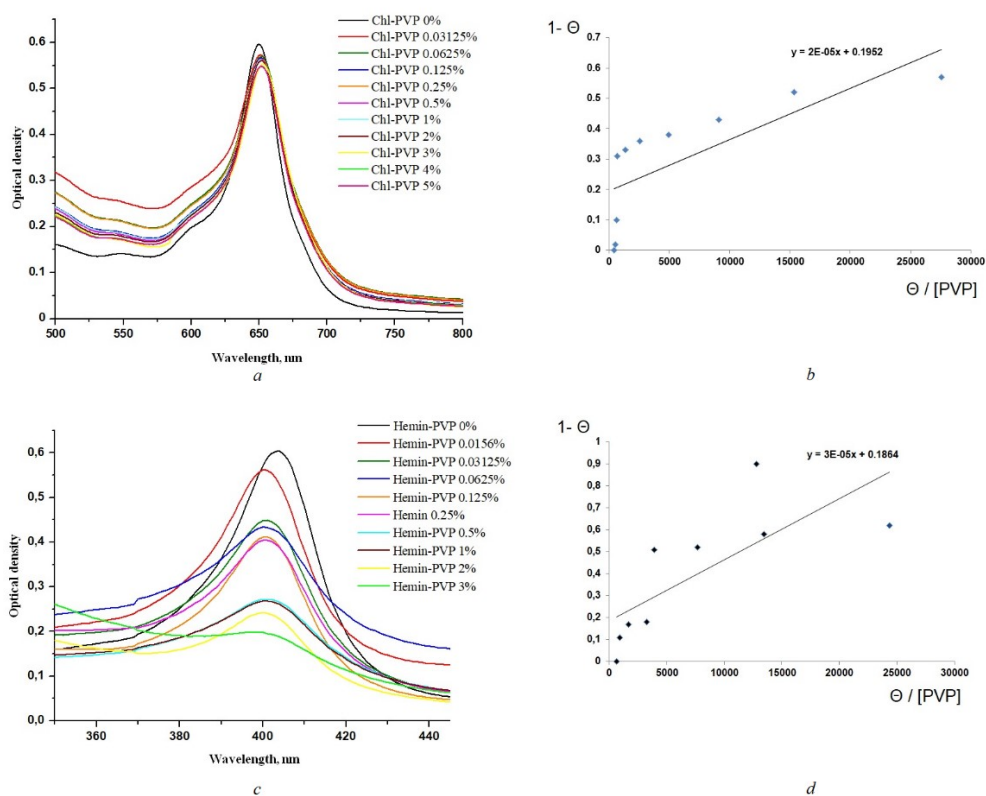 Chl-PVP 0%
Chl-PVP 0.03125%
Chl-PVP 0.0625%
Chl-PVP 0.125%
Chl-PVP 0.25%
Chl-PVP 0.5%
Chl-PVP 1%
Chl-PVP 2%
Chl-PVP 3%
Chl-PVP 4%
Chl-PVP 5%
Optical density
0.6
0.5
0.4
0.3
0.2
0.1
0
500 550 600 650 700 750 800
Wavelength, nm
a
1- Θ
0.7
0.6
0.5
0.4
0.3
0.2
0.1
0
y = 2E-05x + 0.1952
0 5000 10000 15000 20000 25000 30000
Θ / [PVP]
b
Hemin-PVP 0%
Hemin-PVP 0.0156%
Hemin-PVP 0.03125%
Hemin-PVP 0.0625%
Hemin-PVP 0.125%
Hemin 0.25%
Hemin-PVP 0.5%
Hemin-PVP 1%
Hemin-PVP 2%
Hemin-PVP 3%
Optical density
0,6
0,5
0,4
0,3
0,2
0,1
0,0
360 380 400 420 440
Wavelength, nm
c
1- Θ
1
0,9
0,8
0,7
0,6
0,5
0,4
0,3
0,2
0,1
0
y = 3E-05x + 0.1864
0 5000 10000 15000 20000 25000 30000
Θ / [PVP]
d